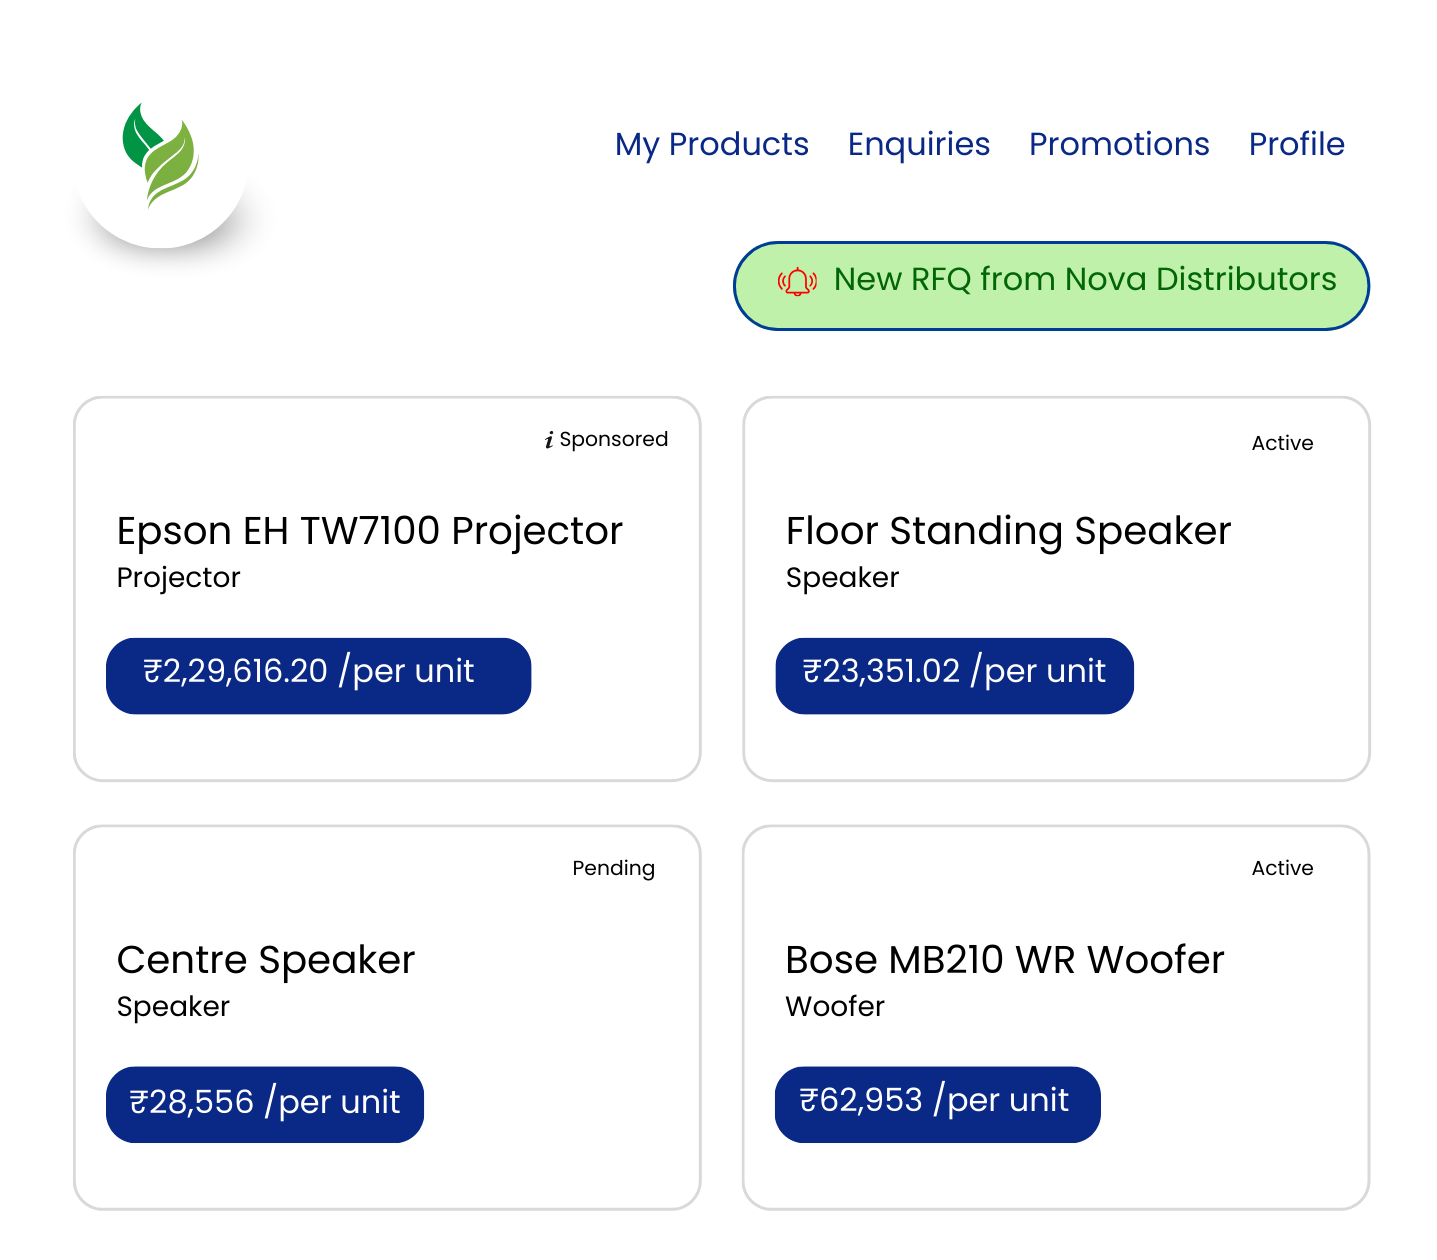 My Products Enquiries Promotions Profile
New RFQ from Nova Distributors
i Sponsored
Epson EH TW7100 Projector
Projector
₹2,29,616.20 /per unit
Active
Floor Standing Speaker
Speaker
₹23,351.02 /per unit
Pending
Centre Speaker
Speaker
₹28,556 /per unit
Active
Bose MB210 WR Woofer
Woofer
₹62,953 /per unit